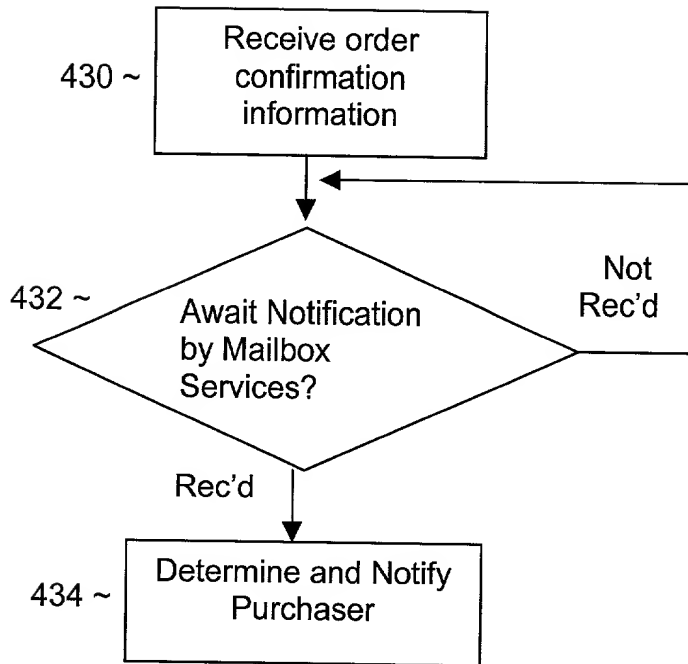 Receive order
430 ~
confirmation
information
Not
Rec'd
432 ~
Await Notification
by Mailbox
Services?
Rec'd
Determine and Notify
434 ~
Purchaser